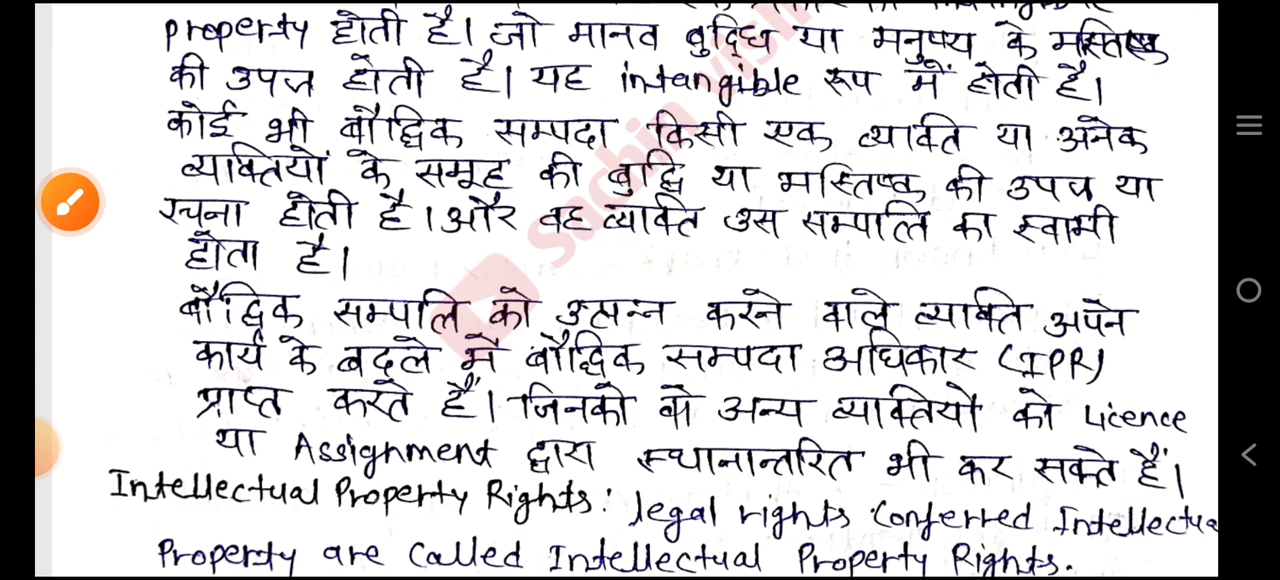 property होती है। जो मानव बुद्धि या मनुष्य के मस्तिष्क
की उपज होती है। यह intangible रूप में होती है।
कोई भी बौद्धिक सम्पदा किसी एक व्यक्ति या अनेक
व्यक्तियों के समूह की बुद्धि या मस्तिष्क की उपज या
रचना होती है। और वह व्यक्ति उस सम्पत्ति का स्वामी
होता है।
बौद्धिक सम्पत्ति को उत्पन्न करने वाले व्यक्ति अपने
कार्य के बदले में बौद्धिक सम्पदा अधिकार (IPR)
प्राप्त करते हैं। जिनको वो अन्य व्यक्तियों को Licence
या Assignment द्वारा स्थानान्तरित भी कर सकते हैं।
Intellectual Property Rights: legal rights Conferred Intellectua
Property are Called Intellectual Property Rights.
sachin